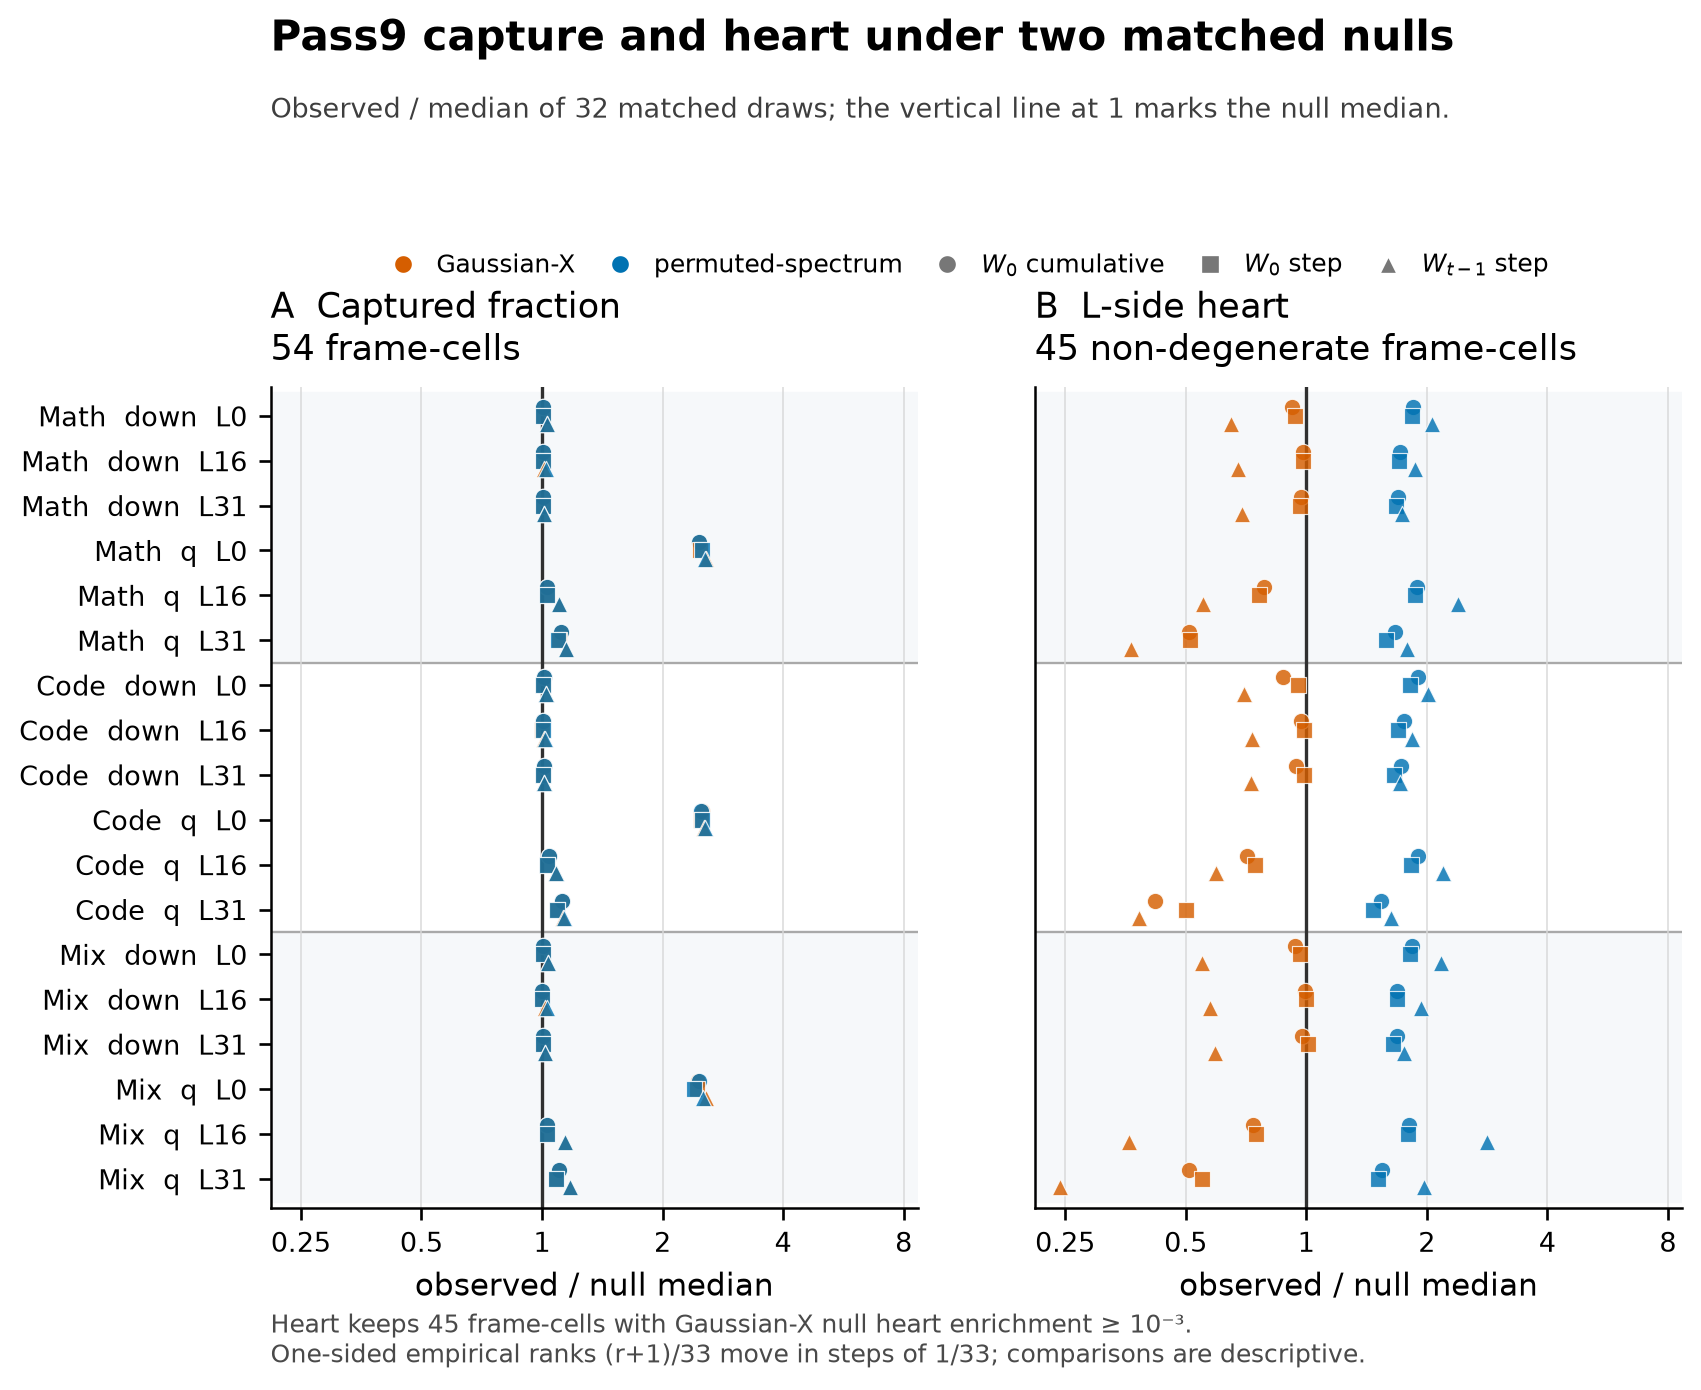 Pass9 capture and heart under two matched nulls
Observed / median of 32 matched draws; the vertical line at 1 marks the null median.
Gaussian-X permuted-spectrum W₀ cumulative W₀ step Wₜ₋₁ step
A Captured fraction
54 frame-cells
B L-side heart
45 non-degenerate frame-cells
Math down L0
Math down L16
Math down L31
Math q L0
Math q L16
Math q L31
Code down L0
Code down L16
Code down L31
Code q L0
Code q L16
Code q L31
Mix down L0
Mix down L16
Mix down L31
Mix q L0
Mix q L16
Mix q L31
0.25 0.5 1 2 4 8
0.25 0.5 1 2 4 8
observed / null median
observed / null median
Heart keeps 45 frame-cells with Gaussian-X null heart enrichment ≥ 10⁻³.
One-sided empirical ranks (r+1)/33 move in steps of 1/33; comparisons are descriptive.